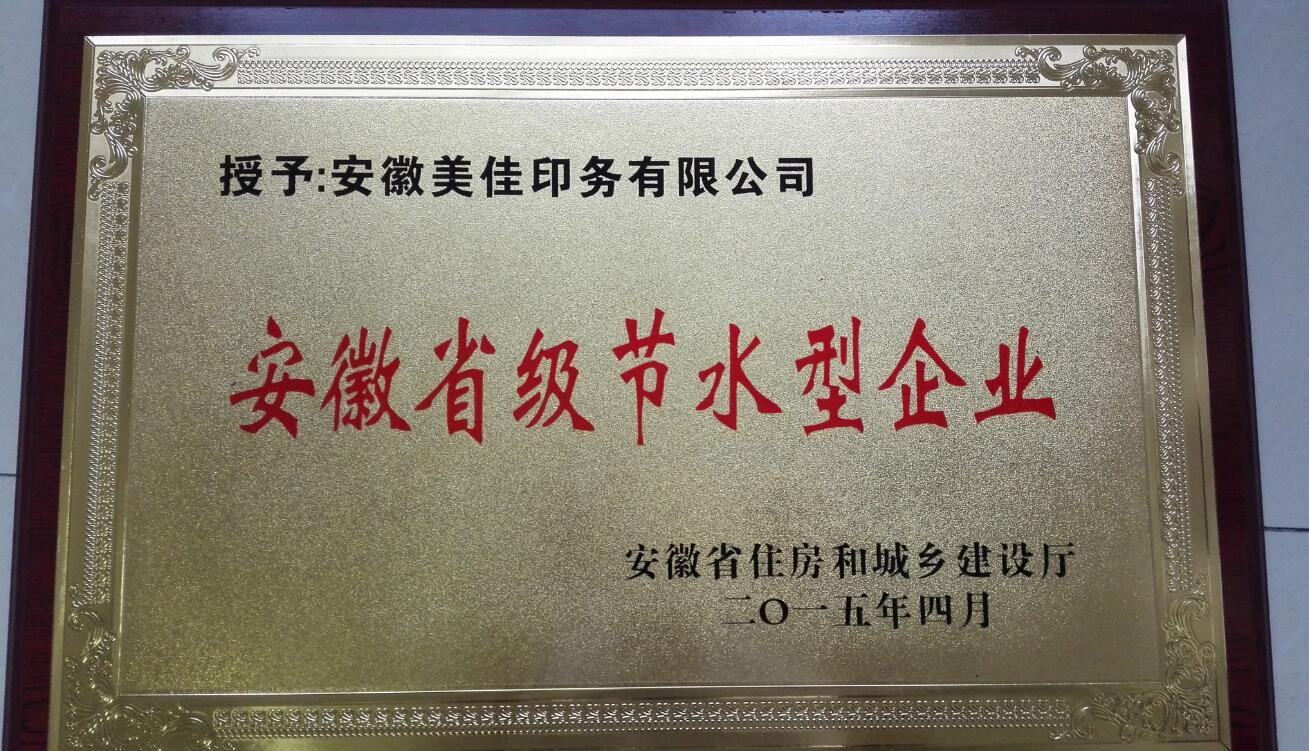 授予:安徽美佳印务有限公司
安徽省级节水型企业
安徽省住房和城乡建设厅
二〇一五年四月